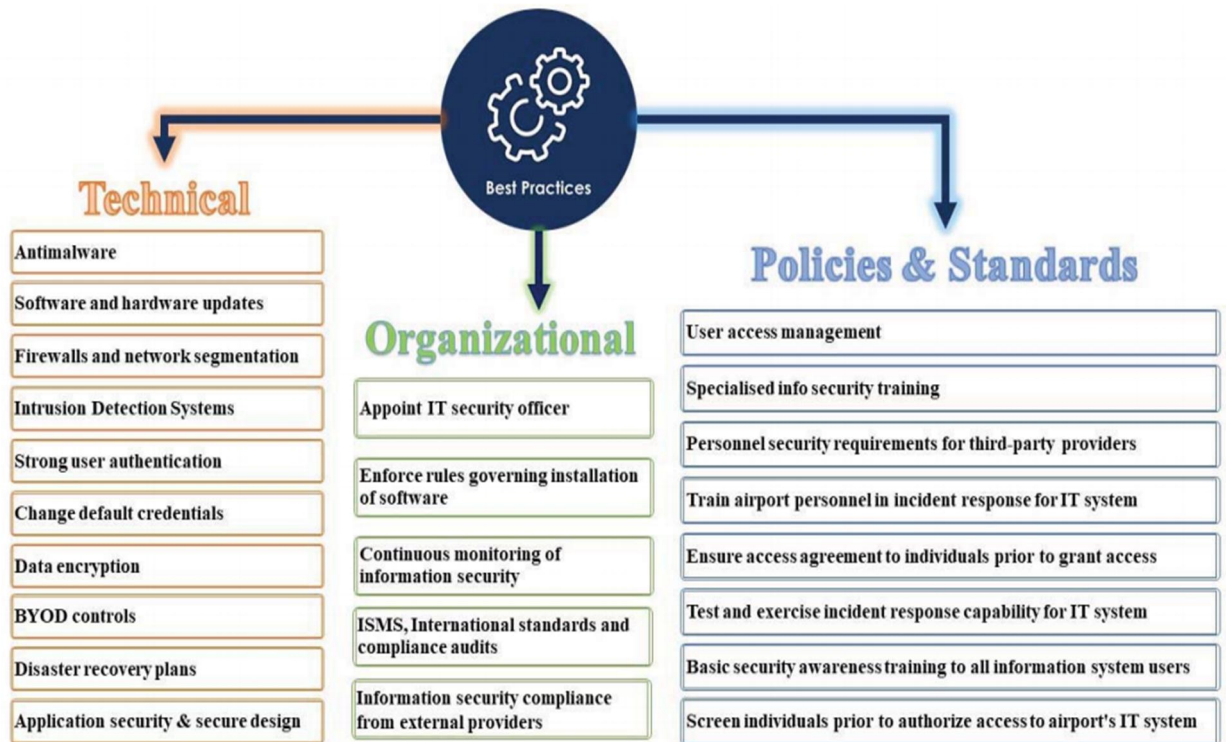 Best Practices
Technical
Antimalware
Software and hardware updates
Firewalls and network segmentation
Intrusion Detection Systems
Strong user authentication
Change default credentials
Data encryption
BYOD controls
Disaster recovery plans
Application security & secure design
Organizational
Appoint IT security officer
Enforce rules governing installation
of software
Continuous monitoring of
information security
ISMS, International standards and
compliance audits
Information security compliance
from external providers
Policies & Standards
User access management
Specialised info security training
Personnel security requirements for third-party providers
Train airport personnel in incident response for IT system
Ensure access agreement to individuals prior to grant access
Test and exercise incident response capability for IT system
Basic security awareness training to all information system users
Screen individuals prior to authorize access to airport's IT system